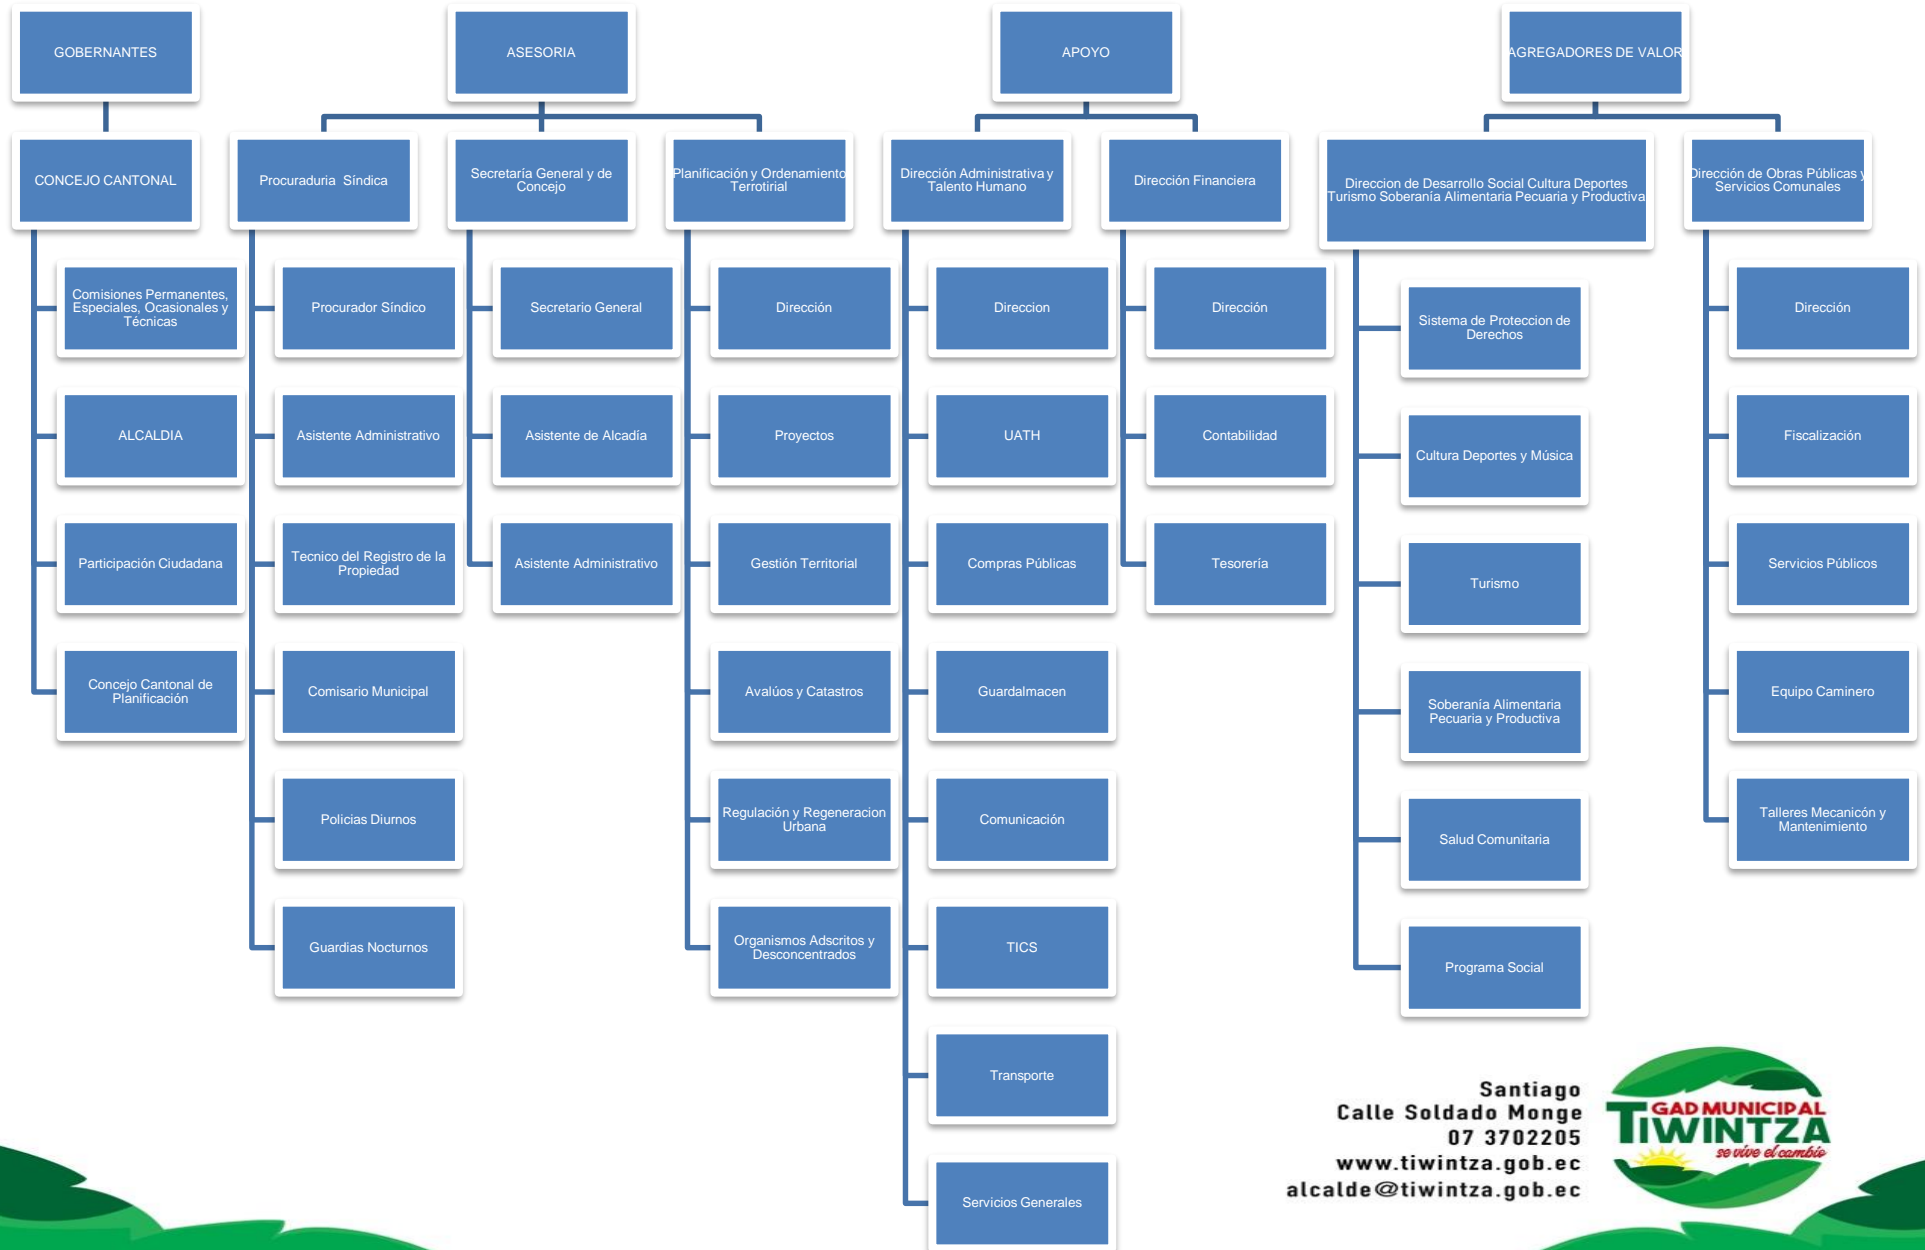 GOBERNANTES
ASESORIA
APOYO
AGREGADORES DE VALOR
CONCEJO CANTONAL
Procuraduria Síndica
Secretaría General y de
Concejo
Planificación y Ordenamiento
Terrotirial
Dirección Administrativa y
Talento Humano
Dirección Financiera
Direccion de Desarrollo Social Cultura Deportes
Turismo Soberanía Alimentaria Pecuaria y Productiva
Dirección de Obras Públicas y
Servicios Comunales
Comisiones Permanentes,
Especiales, Ocasionales y
Técnicas
ALCALDIA
Participación Ciudadana
Concejo Cantonal de
Planificación
Procurador Síndico
Asistente Administrativo
Tecnico del Registro de la
Propiedad
Comisario Municipal
Policias Diurnos
Guardias Nocturnos
Secretario General
Asistente de Alcadía
Asistente Administrativo
Dirección
Proyectos
Gestión Territorial
Avalúos y Catastros
Regulación y Regeneracion
Urbana
Organismos Adscritos y
Desconcentrados
Direccion
UATH
Compras Públicas
Guardalmacen
Comunicación
TICS
Transporte
Servicios Generales
Dirección
Contabilidad
Tesorería
Sistema de Proteccion de
Derechos
Cultura Deportes y Música
Turismo
Soberanía Alimentaria
Pecuaria y Productiva
Salud Comunitaria
Programa Social
Dirección
Fiscalización
Servicios Públicos
Equipo Caminero
Talleres Mecanicón y
Mantenimiento
Santiago
Calle Soldado Monge
07 3702205
www.tiwintza.gob.ec
alcalde@tiwintza.gob.ec
GAD MUNICIPAL
TIWINTZA
se vive el cambio